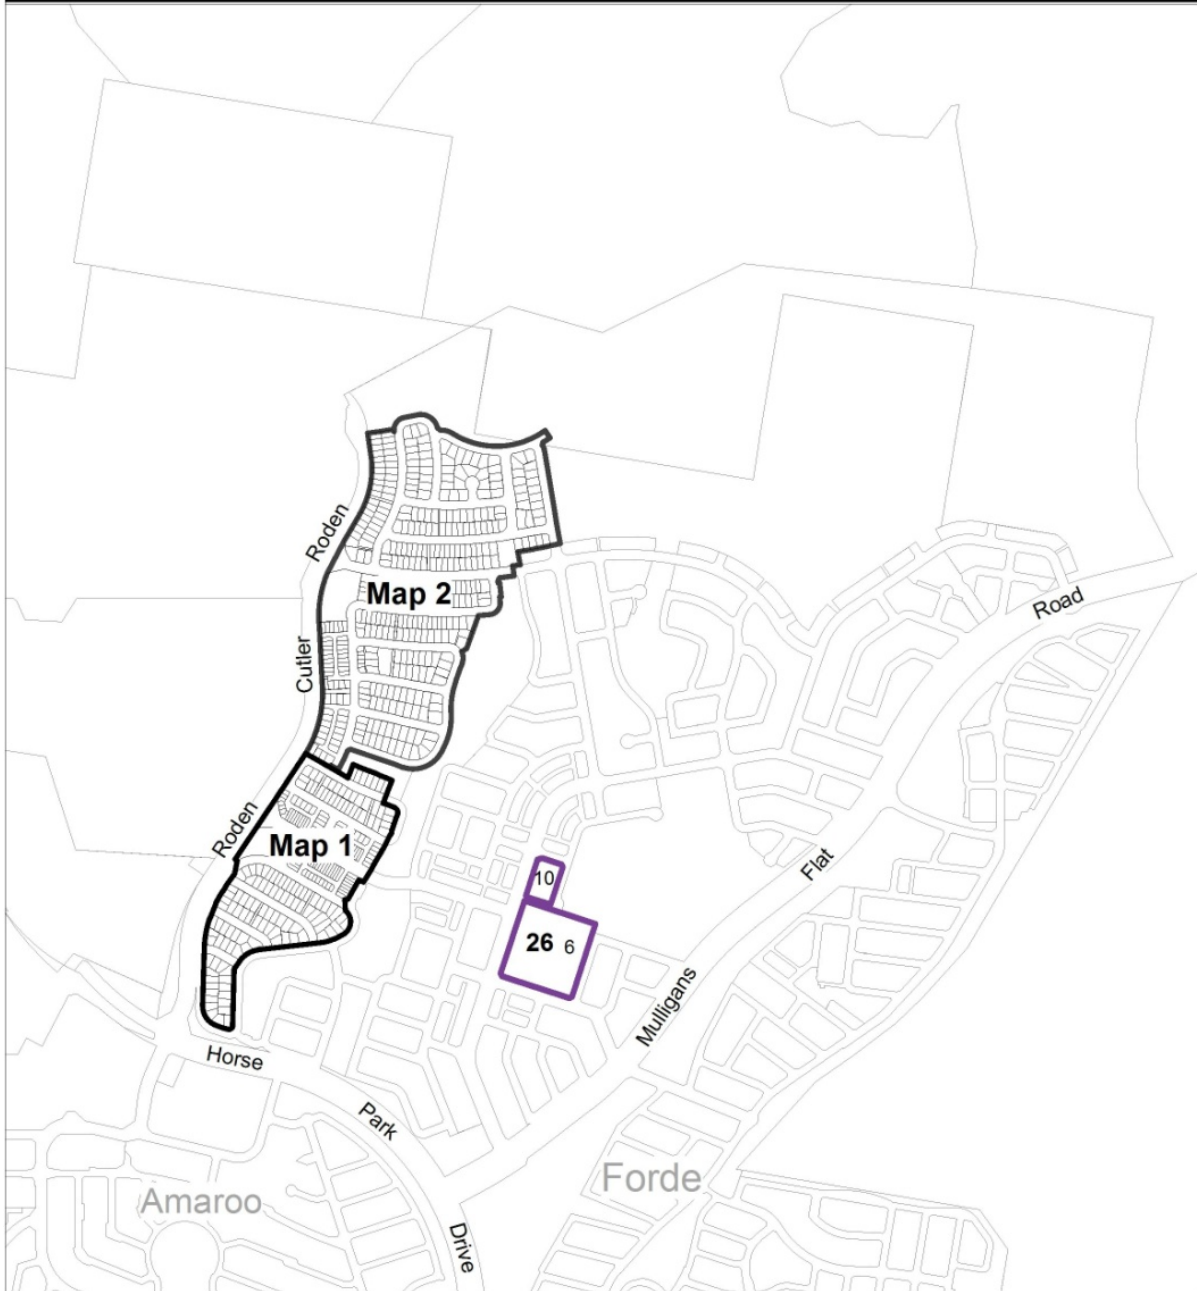 Roden
Map 2
Road
Cutler
Roden
Map 1
Flat
10
26 6
Mulligans
Horse
Park
Forde
Amaroo
Drive